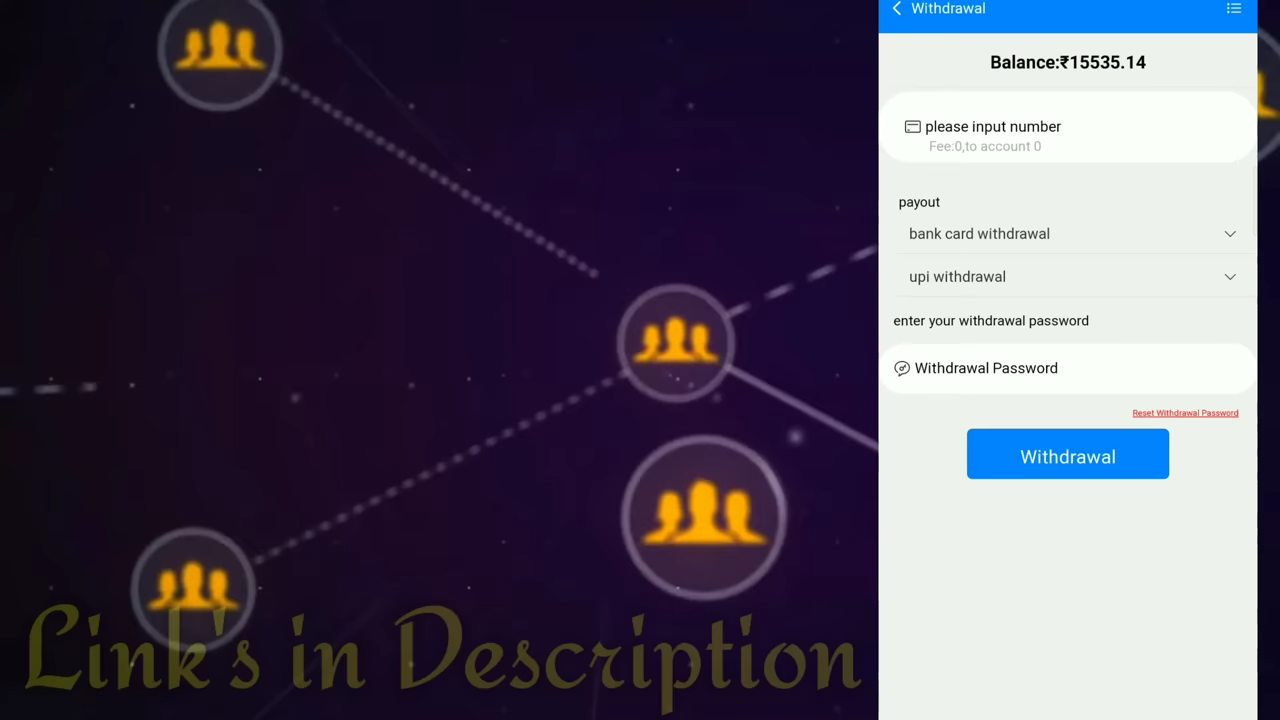 Withdrawal
Balance:₹15535.14
please input number
Fee:0,to account 0
payout
bank card withdrawal
upi withdrawal
enter your withdrawal password
Withdrawal Password
Reset Withdrawal Password
Withdrawal
Link's in Description